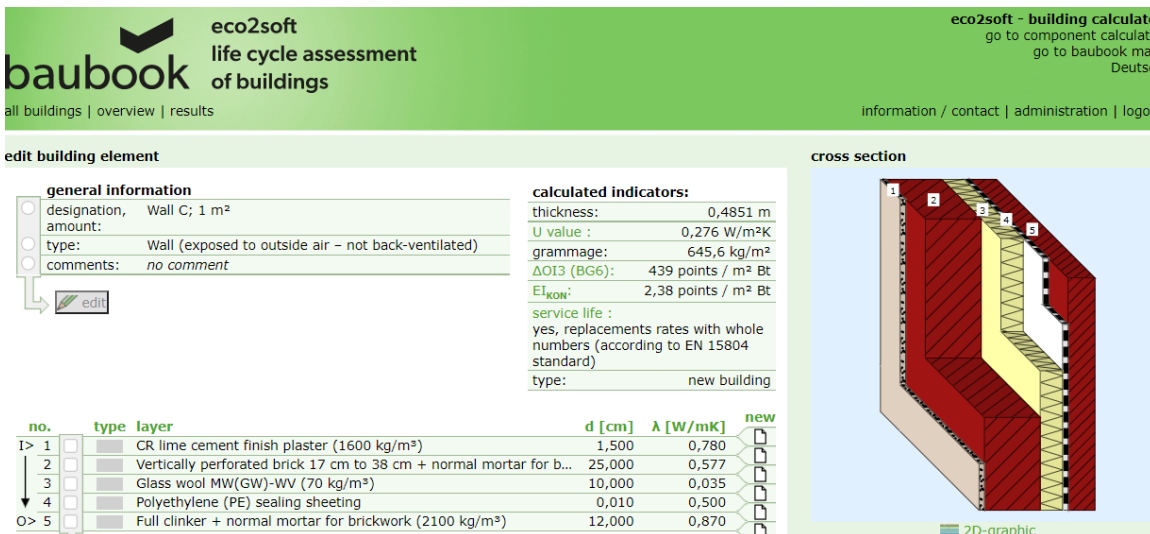 eco2soft
life cycle assessment
of buildings
baubook
eco2soft - building calculat
go to component calculat
go to baubook ma
Deuts
all buildings | overview | results
information / contact | administration | logo
edit building element
cross section
general information
designation, amount: Wall C; 1 m²
type: Wall (exposed to outside air – not back-ventilated)
comments: no comment
edit
calculated indicators:
thickness: 0,4851 m
U value : 0,276 W/m²K
grammage: 645,6 kg/m²
ΔOI3 (BG6): 439 points / m² Bt
EI KON: 2,38 points / m² Bt
service life :
yes, replacements rates with whole
numbers (according to EN 15804
standard)
type: new building
no. type layer d [cm] λ [W/mK] new
I> 1 CR lime cement finish plaster (1600 kg/m³) 1,500 0,780
2 Vertically perforated brick 17 cm to 38 cm + normal mortar for b... 25,000 0,577
3 Glass wool MW(GW)-WV (70 kg/m³) 10,000 0,035
4 Polyethylene (PE) sealing sheeting 0,010 0,500
O> 5 Full clinker + normal mortar for brickwork (2100 kg/m³) 12,000 0,870
1
2
3
4
5
2D-graphic